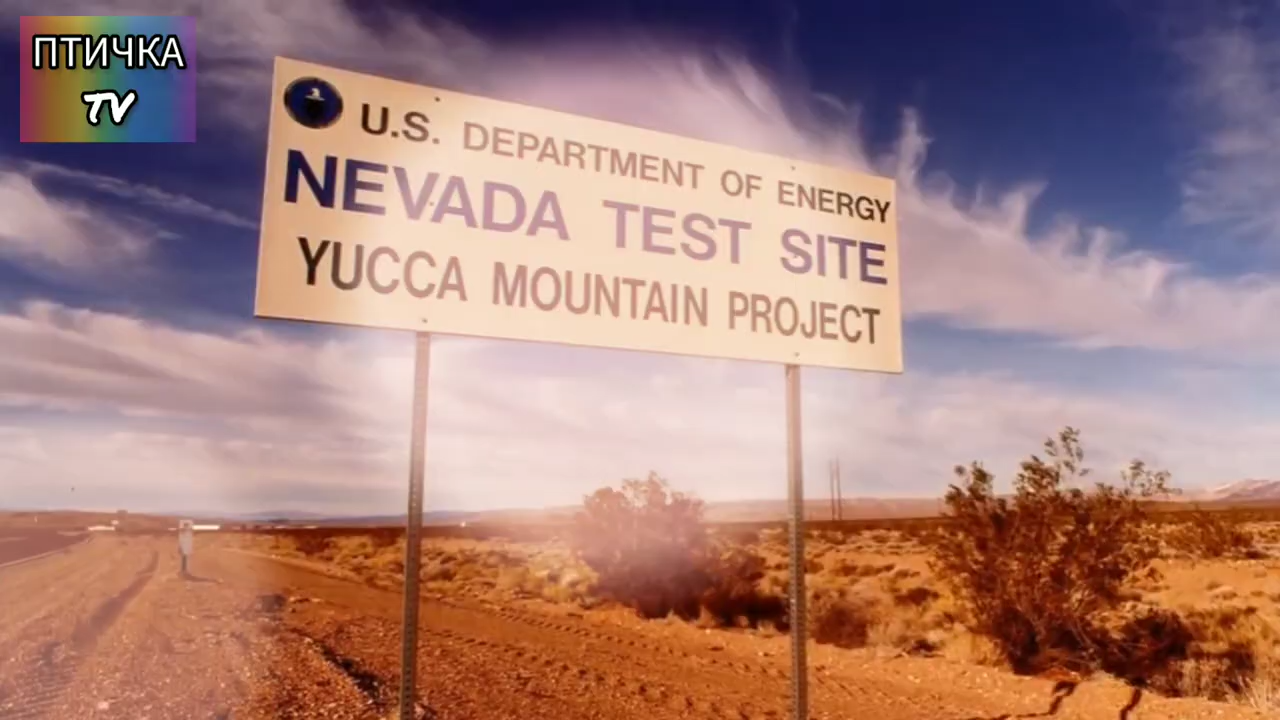 ПТИЧКА
TV
U.S. DEPARTMENT OF ENERGY
NEVADA TEST SITE
YUCCA MOUNTAIN PROJECT